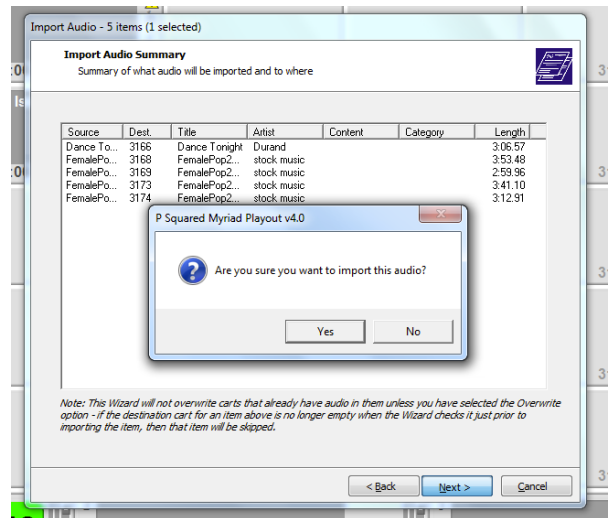 Import Audio - 5 items (1 selected)
Import Audio Summary
Summary of what audio will be imported and to where
Source Dest. Title Artist Content Category Length
Dance To... 3166 Dance Tonight Durand 3:06.57
FemalePo... 3168 FemalePop2... stock music 3:53.48
FemalePo... 3169 FemalePop2... stock music 2:59.96
FemalePo... 3173 FemalePop2... stock music 3:41.10
FemalePo... 3174 FemalePop2... stock music 3:12.91
P Squared Myriad Playout v4.0
Are you sure you want to import this audio?
Yes No
Note: This Wizard will not overwrite carts that already have audio in them unless you have selected the Overwrite
option - if the destination cart for an item above is no longer empty when the Wizard checks it just prior to
importing the item, then that item will be skipped.
< Back Next > Cancel